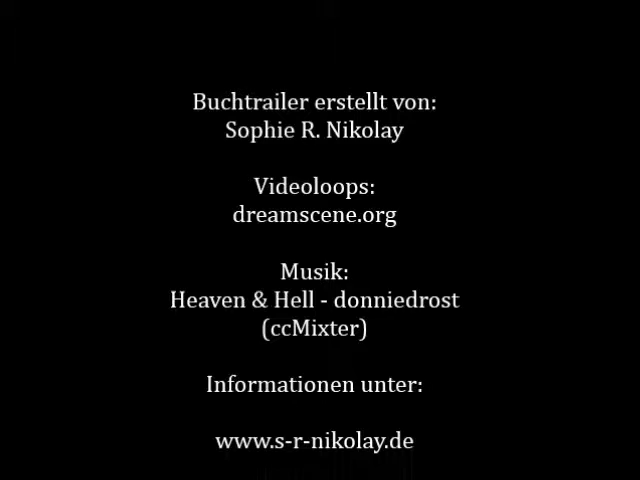 Buchtrailer erstellt von:
Sophie R. Nikolay
Videoloops:
dreamscene.org
Musik:
Heaven & Hell - donniedrost
(ccMixter)
Informationen unter:
www.s-r-nikolay.de